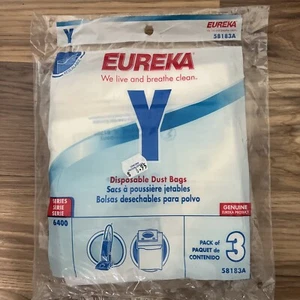 Y
EUREKA
58183A
EUREKA
We live and breathe clean.
Y
Disposable Dust Bags
Sacs à poussière jetables
Bolsas desechables para polvo
SERIES
SÉRIE
SERIE
6400
GENUINE
EUREKA PRODUCT
PACK of
PAQUET de
CONTENIDO
3
58183A